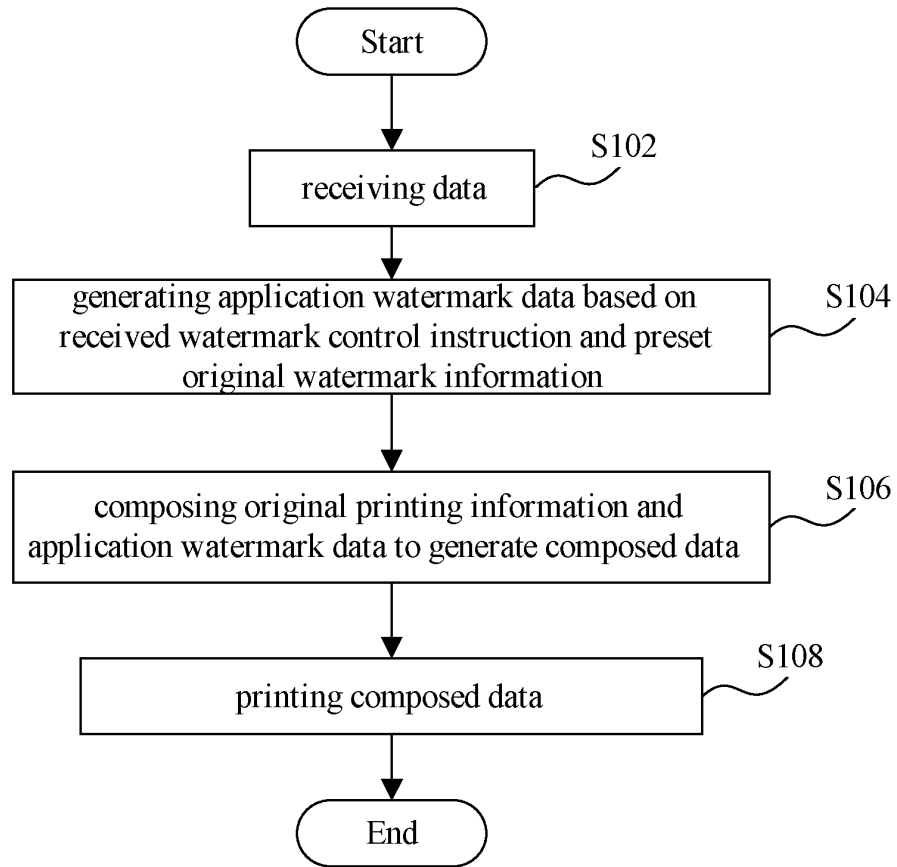 Start
S102
receiving data
S104
generating application watermark data based on
received watermark control instruction and preset
original watermark information
S106
composing original printing information and
application watermark data to generate composed data
S108
printing composed data
End